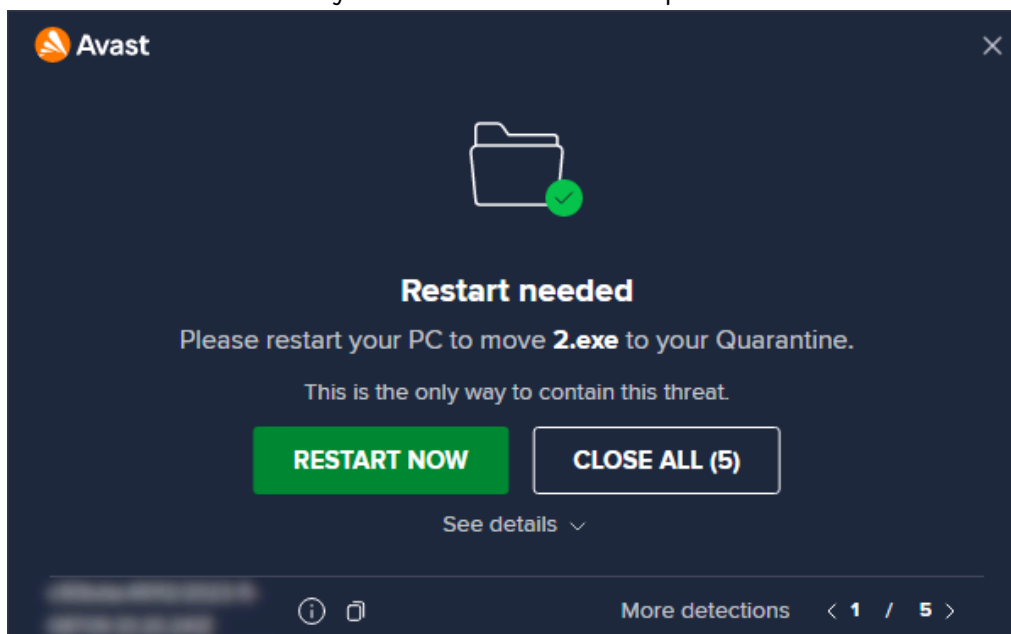 Avast
Restart needed
Please restart your PC to move 2.exe to your Quarantine.
This is the only way to contain this threat.
RESTART NOW CLOSE ALL (5)
See details
More detections < 1 / 5 >